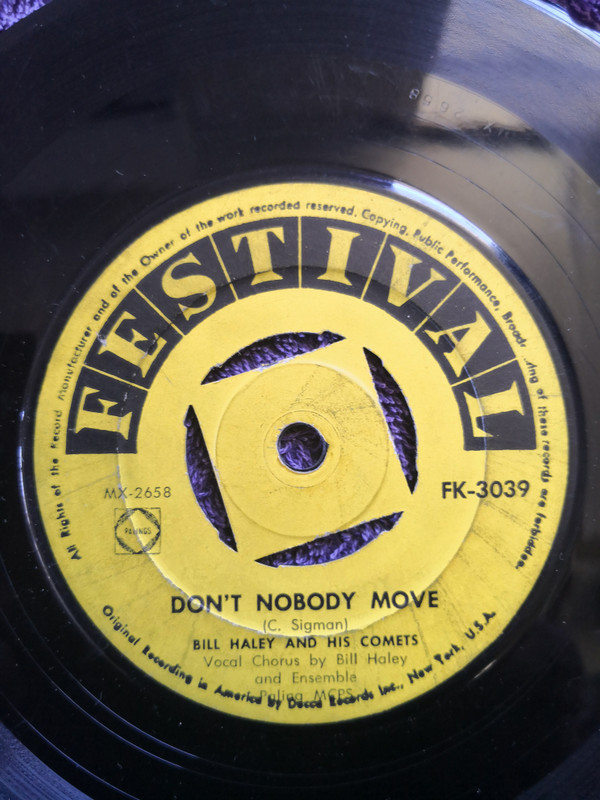 All Rights of the Record Manufacturer and of the Owner of the work recorded reserved. Copying, Public Performance, Broad ing of these records are forbidden.
FESTIVAL
MX-2658
FK-3039
PALINGS
DON'T NOBODY MOVE
(C. Sigman)
BILL HALEY AND HIS COMETS
Vocal Chorus by Bill Haley
and Ensemble
Paling MCPS
Original Recording in America by Decca Records Inc., New York, U.S.A.